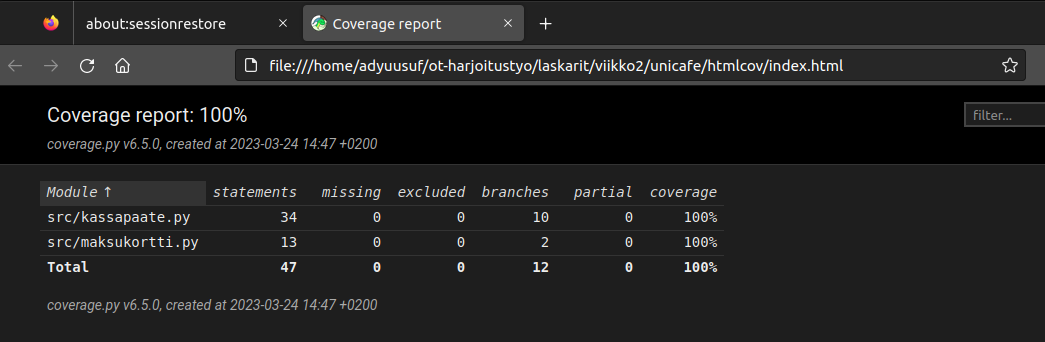 about:sessionrestore
Coverage report
file:///home/adyuusuf/ot-harjoitustyo/laskarit/viikko2/unicafe/htmlcov/index.html
Coverage report: 100%
filter...
coverage.py v6.5.0, created at 2023-03-24 14:47 +0200
Module ↑ statements missing excluded branches partial coverage
src/kassapaate.py 34 0 0 10 0 100%
src/maksukortti.py 13 0 0 2 0 100%
Total 47 0 0 12 0 100%
coverage.py v6.5.0, created at 2023-03-24 14:47 +0200